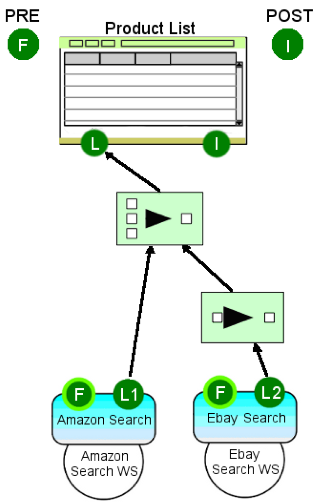 PRE
POST
Product List
F
I
L
I
F
L1
F
L2
Amazon Search
Ebay Search
Amazon
Search WS
Ebay
Search WS